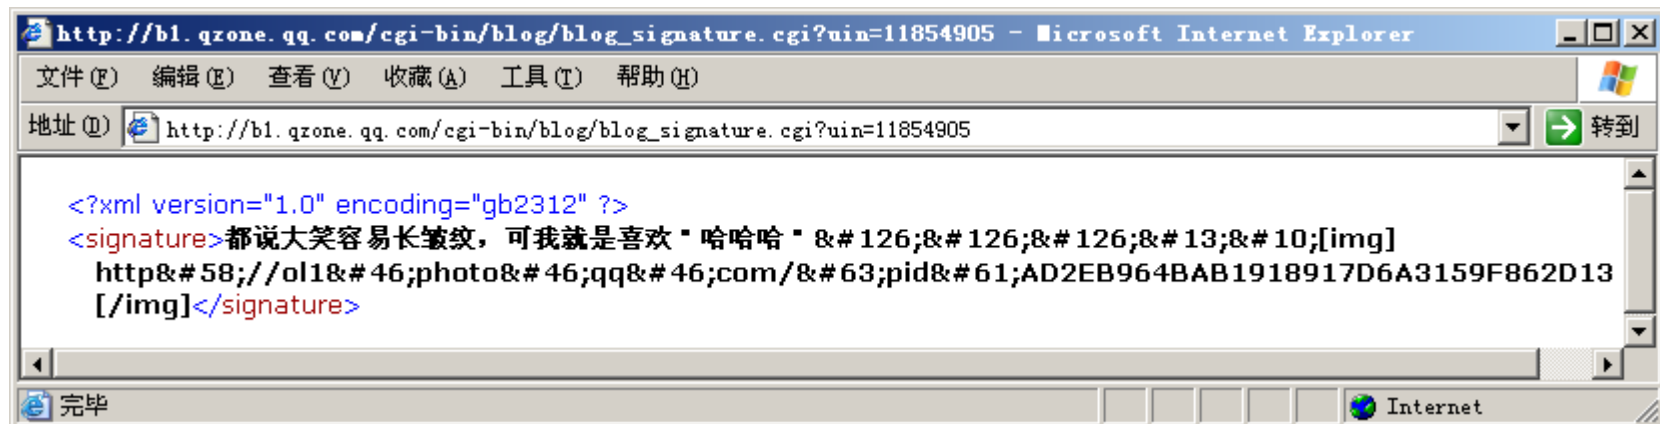 http://b1.qzone.qq.com/cgi-bin/blog/blog_signature.cgi?uin=11854905 - Microsoft Internet Explorer
文件(F) 编辑(E) 查看(V) 收藏(A) 工具(T) 帮助(H)
地址(D) http://b1.qzone.qq.com/cgi-bin/blog/blog_signature.cgi?uin=11854905 转到
<?xml version="1.0" encoding="gb2312" ?>
<signature>都说大笑容易长皱纹，可我就是喜欢＂哈哈哈＂&#126;&#126;&#126;&#13;&#10;[img]
http&#58;//ol1&#46;photo&#46;qq&#46;com/&#63;pid&#61;AD2EB964BAB1918917D6A3159F862D13
[/img]</signature>
完毕 Internet